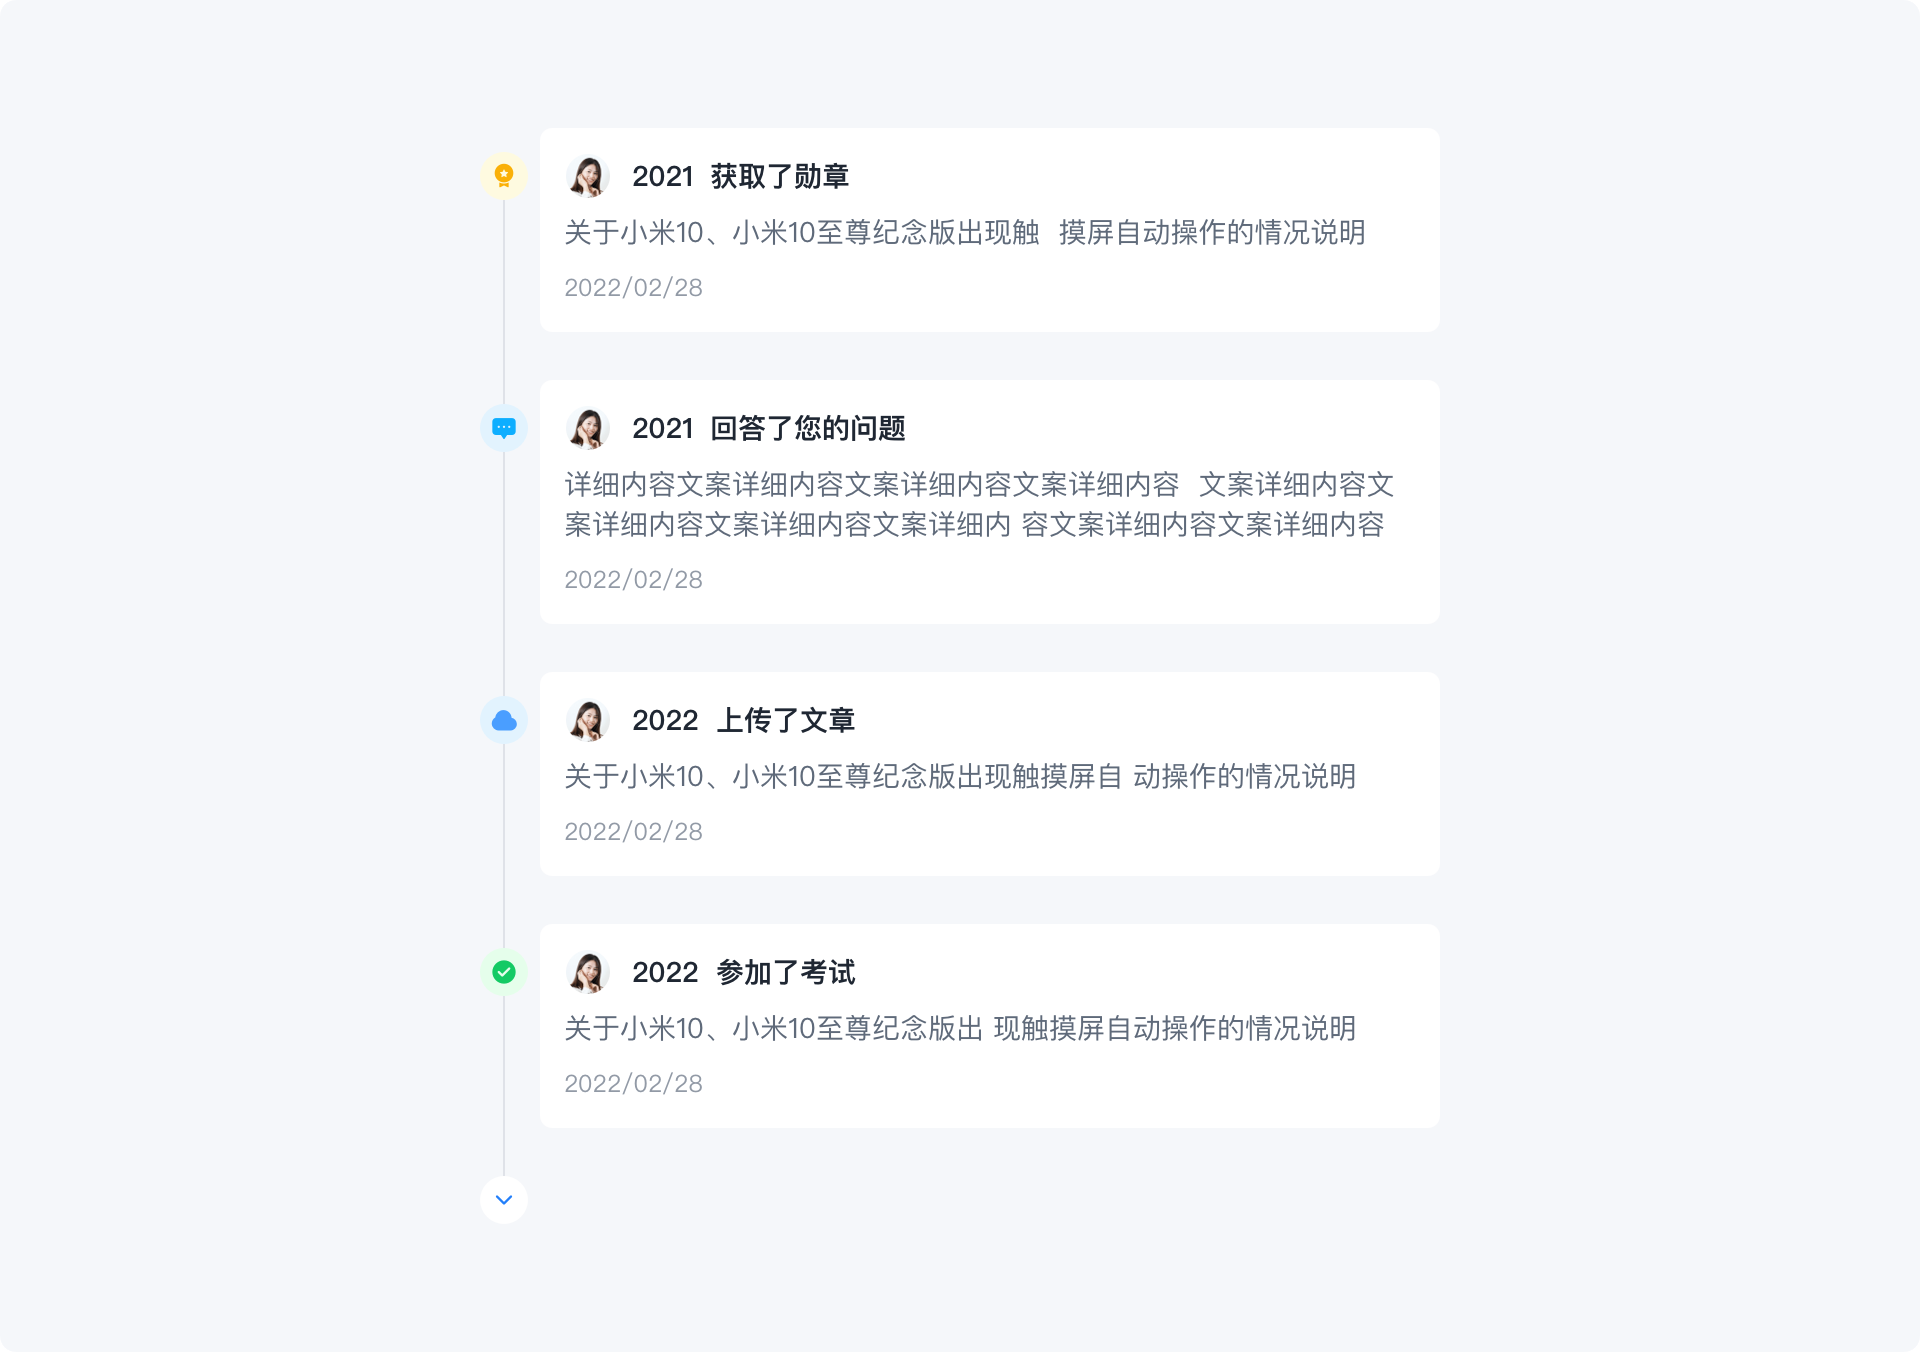 2021 获取了勋章
关于小米10、小米10至尊纪念版出现触 摸屏自动操作的情况说明
2022/02/28
2021 回答了您的问题
详细内容文案详细内容文案详细内容文案详细内容 文案详细内容文
案详细内容文案详细内容文案详细内 容文案详细内容文案详细内容
2022/02/28
2022 上传了文章
关于小米10、小米10至尊纪念版出现触摸屏自 动操作的情况说明
2022/02/28
2022 参加了考试
关于小米10、小米10至尊纪念版出 现触摸屏自动操作的情况说明
2022/02/28